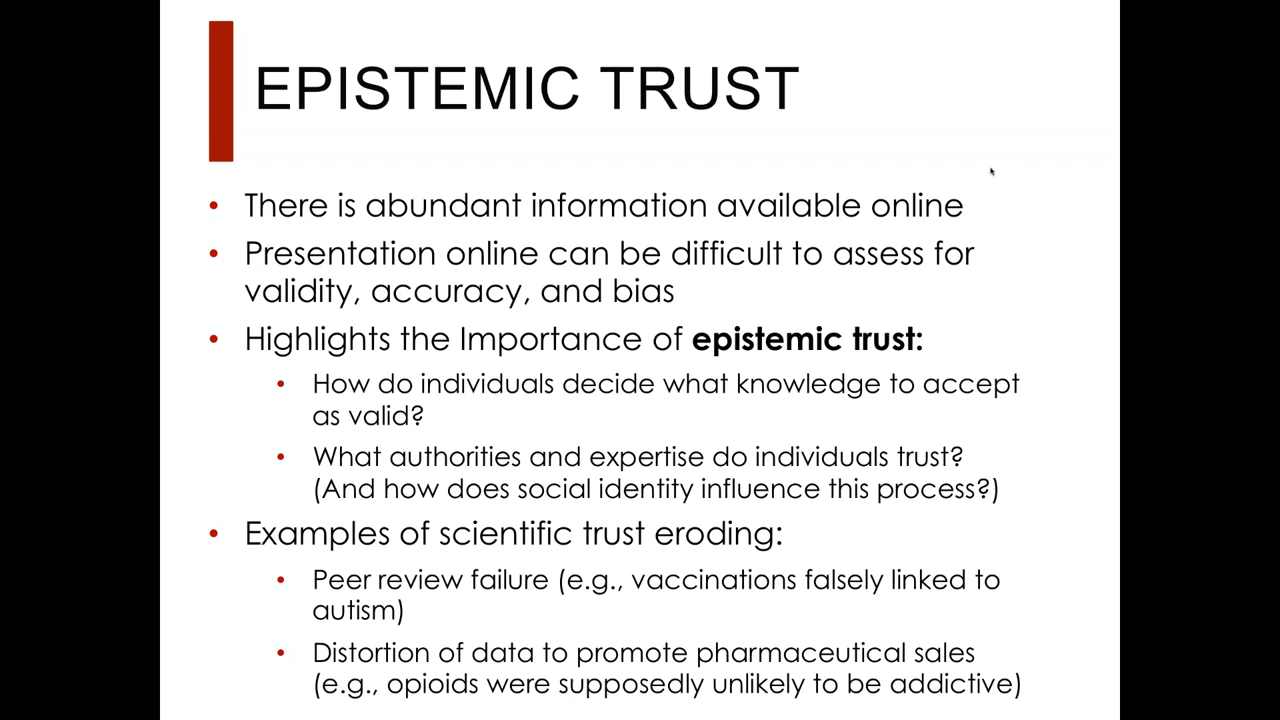 EPISTEMIC TRUST
• There is abundant information available online
• Presentation online can be difficult to assess for
validity, accuracy, and bias
• Highlights the Importance of epistemic trust:
• How do individuals decide what knowledge to accept
as valid?
• What authorities and expertise do individuals trust?
(And how does social identity influence this process?)
• Examples of scientific trust eroding:
• Peer review failure (e.g., vaccinations falsely linked to
autism)
• Distortion of data to promote pharmaceutical sales
(e.g., opioids were supposedly unlikely to be addictive)